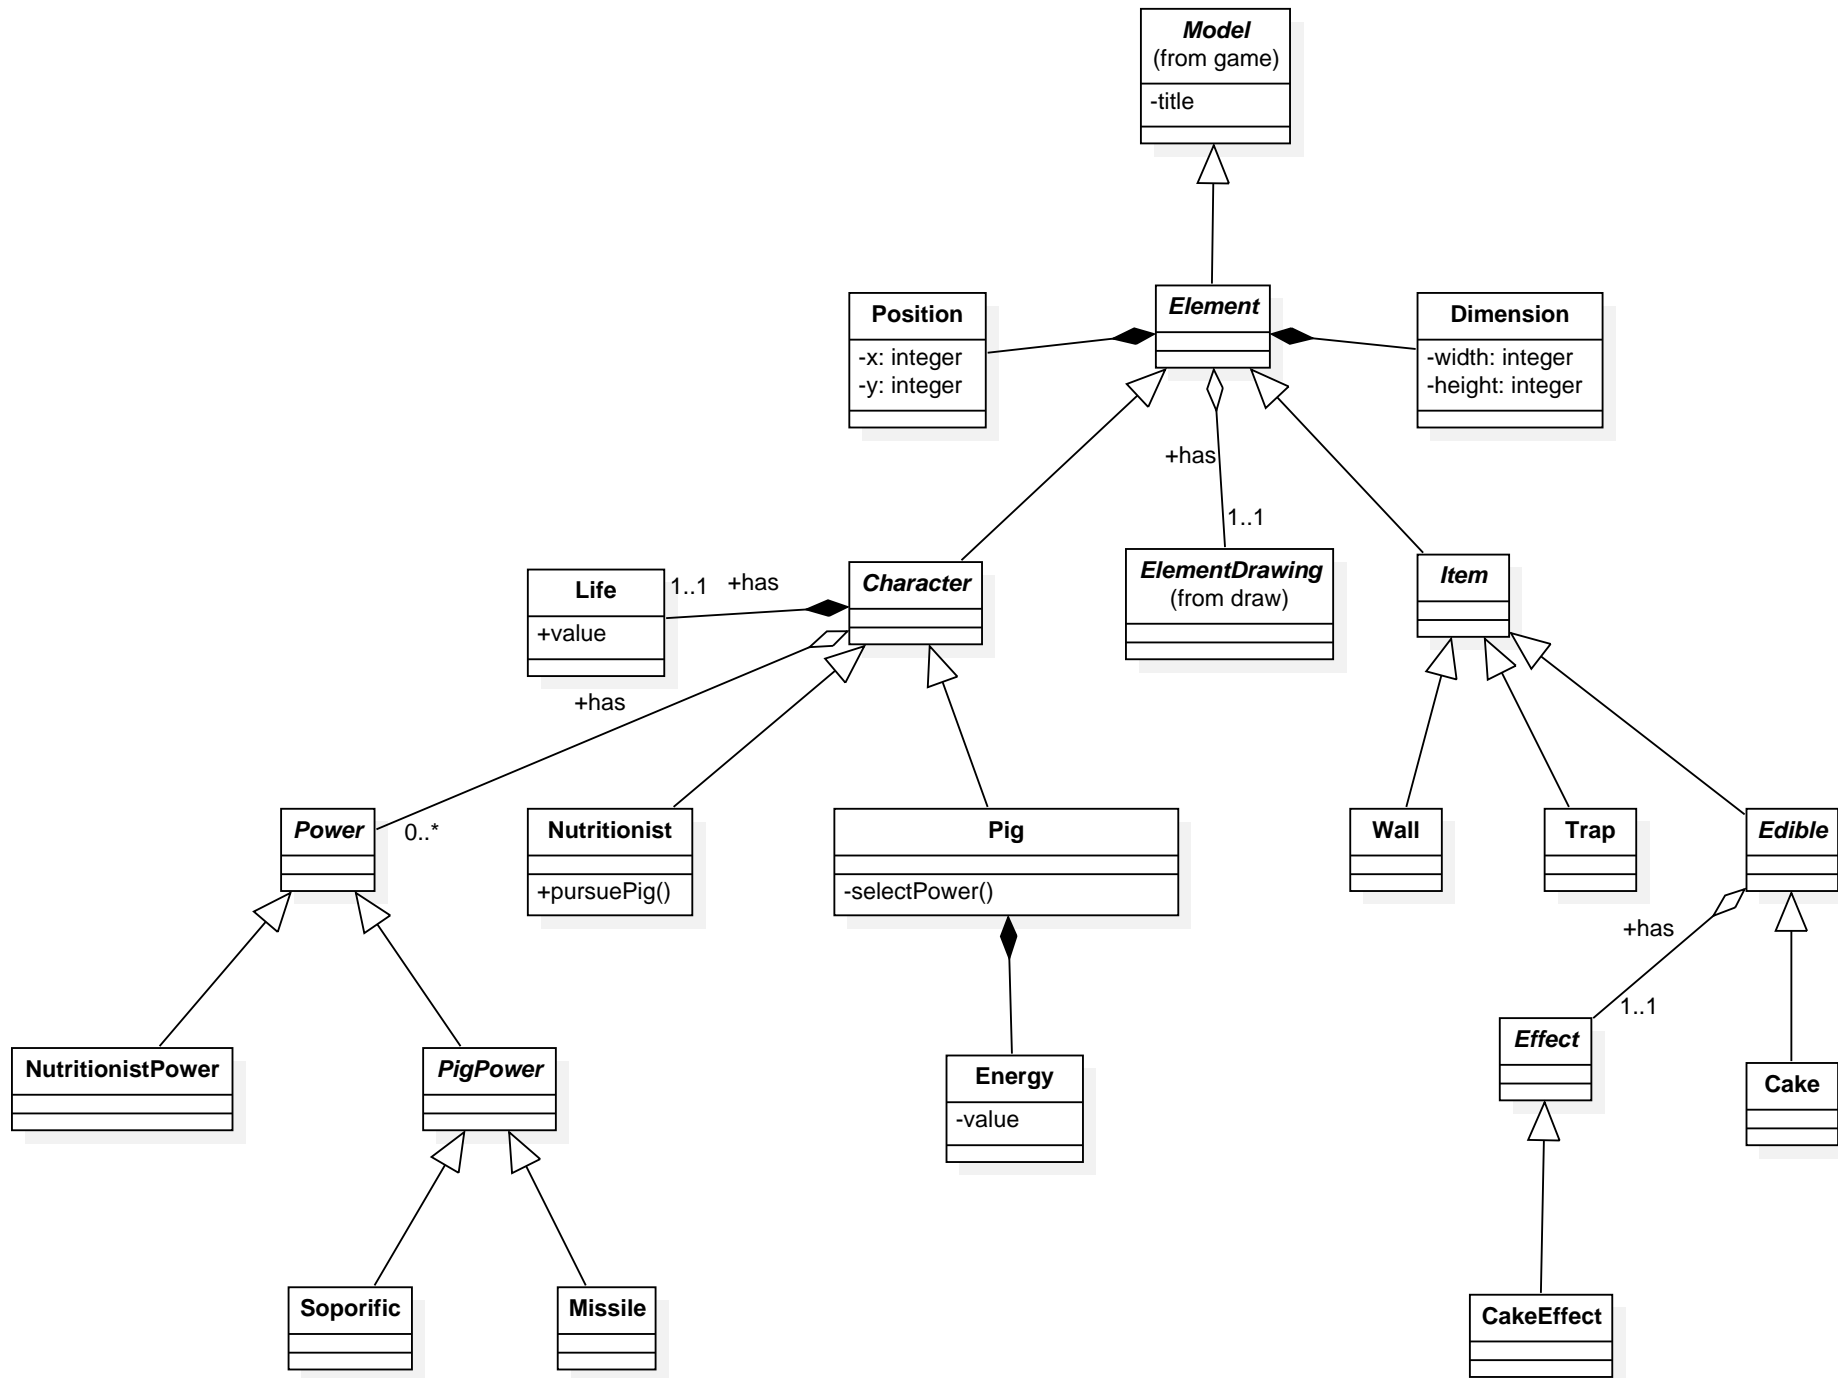 Model
(from game)
-title
Position
-x: integer
-y: integer
Element
Dimension
-width: integer
-height: integer
+has
1..1
Life
+value
1..1
+has
Character
ElementDrawing
(from draw)
Item
+has
0..*
Power
Nutritionist
+pursuePig()
Pig
-selectPower()
Wall
Trap
Edible
+has
1..1
NutritionistPower
PigPower
Energy
-value
Effect
Cake
Soporific
Missile
CakeEffect